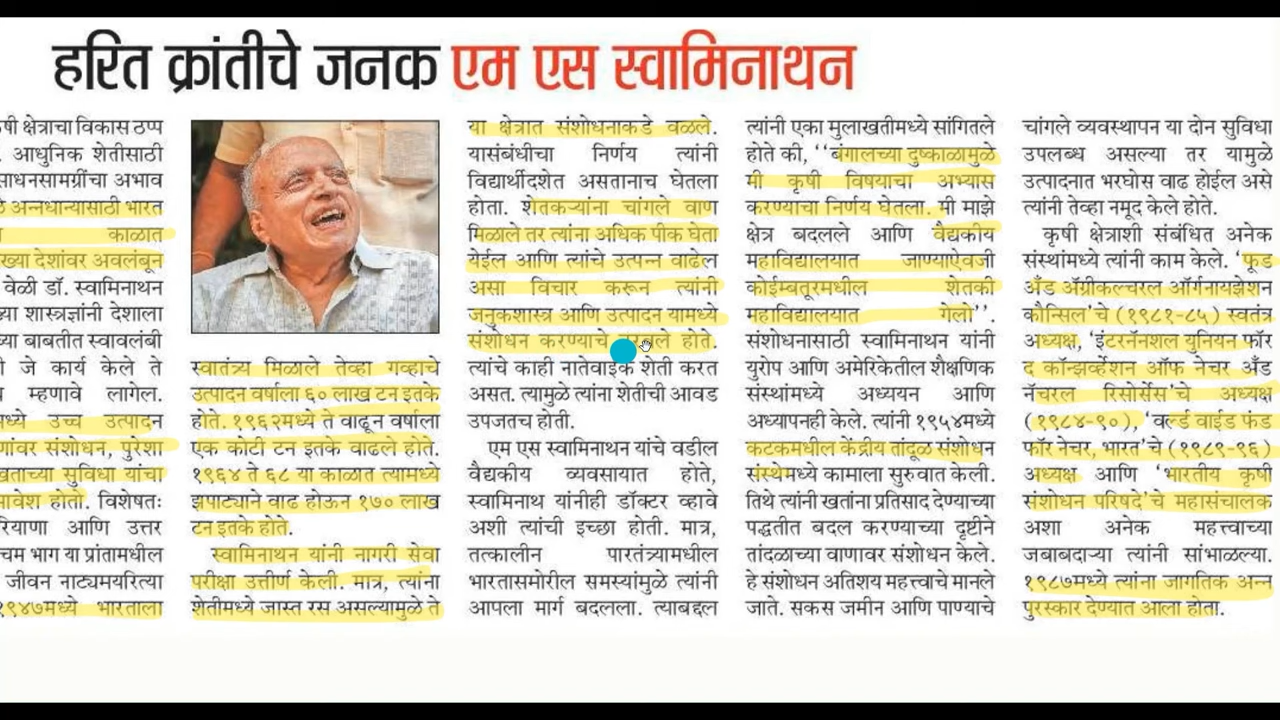 हरित क्रांतीचे जनक एम एस स्वामिनाथन
क्षेत्राचा विकास ठप्प
आधुनिक शेतीसाठी
साधनसामग्रींचा अभाव
अन्नधान्यासाठी भारत
काळात
देशांवर अवलंबून
वेळी डॉ. स्वामिनाथन
शास्त्रज्ञांनी देशाला
बाबतीत स्वावलंबी
जे कार्य केले ते
म्हणावे लागेल.
उच्च उत्पादन
संशोधन, पुरेशा
सुविधा यांचा
होतो. विशेषतः
आणि उत्तर
भाग या प्रांतामधील
जीवन नाट्यमयरित्या
१९४७मध्ये भारताला
स्वातंत्र्य मिळाले तेव्हा गव्हाचे
उत्पादन वर्षाला ६० लाख टन इतके
होते. १९६२मध्ये ते वाढून वर्षाला
एक कोटी टन इतके वाढले होते.
१९६४ ते ६८ या काळात त्यामध्ये
झपाट्याने वाढ होऊन १७० लाख
टन इतके होते.
स्वामिनाथन यांनी नागरी सेवा
परीक्षा उत्तीर्ण केली. मात्र, त्यांना
शेतीमध्ये जास्त रस असल्यामुळे ते
या क्षेत्रात संशोधनाकडे वळले.
यासंबंधीचा निर्णय त्यांनी
विद्यार्थीदशेत असतानाच घेतला
होता. शेतकऱ्यांना चांगले वाण
मिळाले तर त्यांना अधिक पीक घेता
येईल आणि त्यांचे उत्पन्न वाढेल
असा विचार करून त्यांनी
जनुकशास्त्र आणि उत्पादन यामध्ये
संशोधन करण्याचे होते.
त्यांचे काही नातेवाईक शेती करत
असत. त्यामुळे त्यांना शेतीची आवड
उपजतच होती.
एम एस स्वामिनाथन यांचे वडील
वैद्यकीय व्यवसायात होते,
स्वामिनाथ यांनीही डॉक्टर व्हावे
अशी त्यांची इच्छा होती. मात्र,
तत्कालीन पारतंत्र्यामधील
भारतासमोरील समस्यांमुळे त्यांनी
आपला मार्ग बदलला. त्याबद्दल
त्यांनी एका मुलाखतीमध्ये सांगितले
होते की, ‘‘बंगालच्या दुष्काळामुळे
मी कृषी विषयाचा अभ्यास
करण्याचा निर्णय घेतला. मी माझे
क्षेत्र बदलले आणि वैद्यकीय
महाविद्यालयात जाण्याऐवजी
कोईम्बतूरमधील शेतकी
महाविद्यालयात गेलो’’.
संशोधनासाठी स्वामिनाथन यांनी
युरोप आणि अमेरिकेतील शैक्षणिक
संस्थांमध्ये अध्ययन आणि
अध्यापनही केले. त्यांनी १९५४मध्ये
कटकमधील केंद्रीय तांदूळ संशोधन
संस्थेमध्ये कामाला सुरुवात केली.
तिथे त्यांनी खतांना प्रतिसाद देण्याच्या
पद्धतीत बदल करण्याच्या दृष्टीने
तांदळाच्या वाणावर संशोधन केले.
हे संशोधन अतिशय महत्त्वाचे मानले
जाते. सकस जमीन आणि पाण्याचे
चांगले व्यवस्थापन या दोन सुविधा
उपलब्ध असल्या तर यामुळे
उत्पादनात भरघोस वाढ होईल असे
त्यांनी तेव्हा नमूद केले होते.
कृषी क्षेत्राशी संबंधित अनेक
संस्थांमध्ये त्यांनी काम केले. ‘फूड
अँड ॲग्रीकल्चरल ऑर्गनायझेशन
कौन्सिल’चे (१९८१-८५) स्वतंत्र
अध्यक्ष, ‘इंटरनॅनशल युनियन फॉर
द कॉन्झर्व्हेशन ऑफ नेचर अँड
नॅचरल रिसोर्सेस’चे अध्यक्ष
(१९८४-९०), ‘वर्ल्ड वाईड फंड
फॉर नेचर, भारत’चे (१९८९-९६)
अध्यक्ष आणि ‘भारतीय कृषी
संशोधन परिषदे’चे महासंचालक
अशा अनेक महत्त्वाच्या
जबाबदाऱ्या त्यांनी सांभाळल्या.
१९८७मध्ये त्यांना जागतिक अन्न
पुरस्कार देण्यात आला होता.